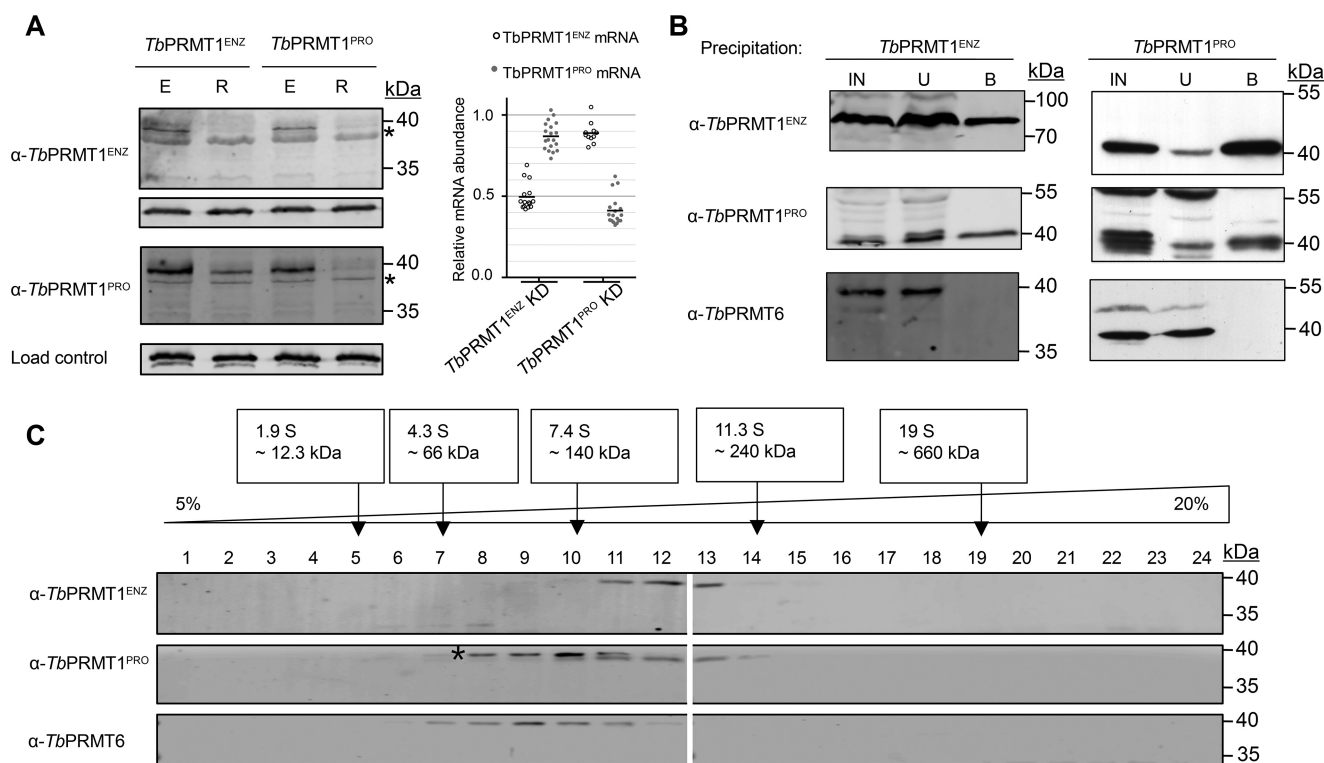 A
TbPRMT1ENZ TbPRMT1PRO
E R E R kDa
α-TbPRMT1ENZ
40
*
35
α-TbPRMT1PRO
40
*
35
Load control
TbPRMT1ENZ mRNA
TbPRMT1PRO mRNA
Relative mRNA abundance
1.0
0.5
0.0
TbPRMT1ENZ KD
TbPRMT1PRO KD
B
Precipitation: TbPRMT1ENZ TbPRMT1PRO
IN U B kDa IN U B kDa
α-TbPRMT1ENZ
100
70
55
40
α-TbPRMT1PRO
55
40
55
40
α-TbPRMT6
40
35
55
40
C
1.9 S
~ 12.3 kDa
4.3 S
~ 66 kDa
7.4 S
~ 140 kDa
11.3 S
~ 240 kDa
19 S
~ 660 kDa
5% 20%
1 2 3 4 5 6 7 8 9 10 11 12 13 14 15 16 17 18 19 20 21 22 23 24 kDa
α-TbPRMT1ENZ
40
35
α-TbPRMT1PRO
*
40
35
α-TbPRMT6
40
35